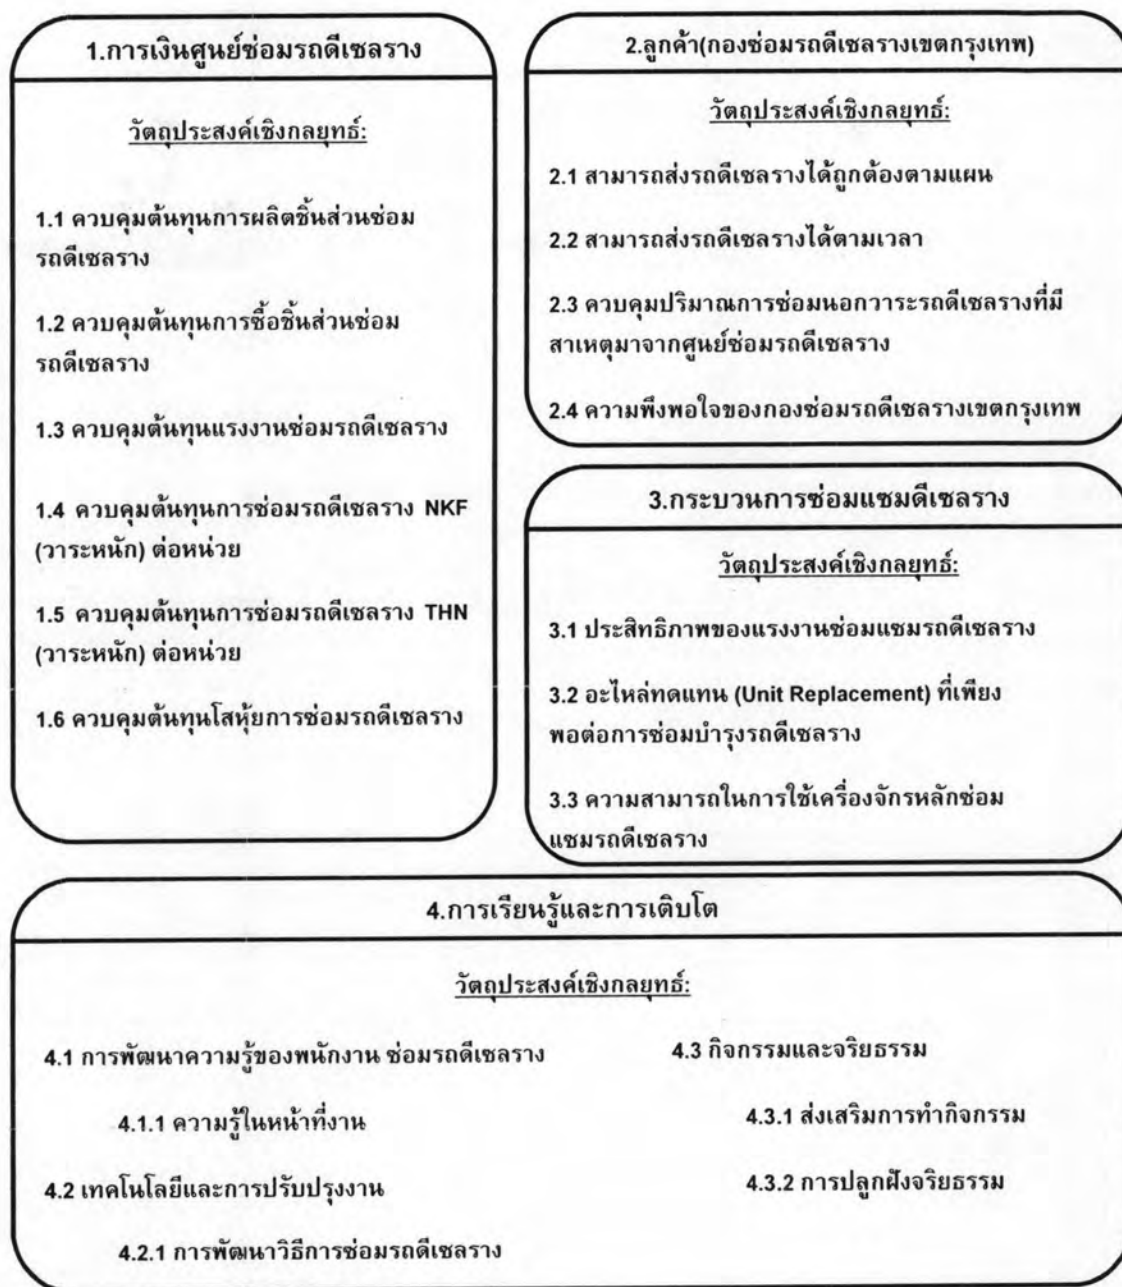 1.การเงินศูนย์ซ่อมรถดีเซลราง
วัตถุประสงค์เชิงกลยุทธ์:
1.1 ควบคุมต้นทุนการผลิตชิ้นส่วนซ่อม
รถดีเซลราง
1.2 ควบคุมต้นทุนการซื้อชิ้นส่วนซ่อม
รถดีเซลราง
1.3 ควบคุมต้นทุนแรงงานซ่อมรถดีเซลราง
1.4 ควบคุมต้นทุนการซ่อมรถดีเซลราง NKF
(วาระหนัก) ต่อหน่วย
1.5 ควบคุมต้นทุนการซ่อมรถดีเซลราง THN
(วาระหนัก) ต่อหน่วย
1.6 ควบคุมต้นทุนโสหุ้ยการซ่อมรถดีเซลราง
2.ลูกค้า(กองซ่อมรถดีเซลรางเขตกรุงเทพ)
วัตถุประสงค์เชิงกลยุทธ์:
2.1 สามารถส่งรถดีเซลรางได้ถูกต้องตามแผน
2.2 สามารถส่งรถดีเซลรางได้ตามเวลา
2.3 ควบคุมปริมาณการซ่อมนอกวาระรถดีเซลรางที่มี
สาเหตุมาจากศูนย์ซ่อมรถดีเซลราง
2.4 ความพึงพอใจของกองซ่อมรถดีเซลรางเขตกรุงเทพ
3.กระบวนการซ่อมแซมดีเซลราง
วัตถุประสงค์เชิงกลยุทธ์:
3.1 ประสิทธิภาพของแรงงานซ่อมแซมรถดีเซลราง
3.2 อะไหล่ทดแทน (Unit Replacement) ที่เพียง
พอต่อการซ่อมบำรุงรถดีเซลราง
3.3 ความสามารถในการใช้เครื่องจักรหลักซ่อม
แซมรถดีเซลราง
4.การเรียนรู้และการเติบโต
วัตถุประสงค์เชิงกลยุทธ์:
4.1 การพัฒนาความรู้ของพนักงาน ซ่อมรถดีเซลราง
4.1.1 ความรู้ในหน้าที่งาน
4.2 เทคโนโลยีและการปรับปรุงงาน
4.2.1 การพัฒนาวิธีการซ่อมรถดีเซลราง
4.3 กิจกรรมและจริยธรรม
4.3.1 ส่งเสริมการทำกิจกรรม
4.3.2 การปลูกฝังจริยธรรม